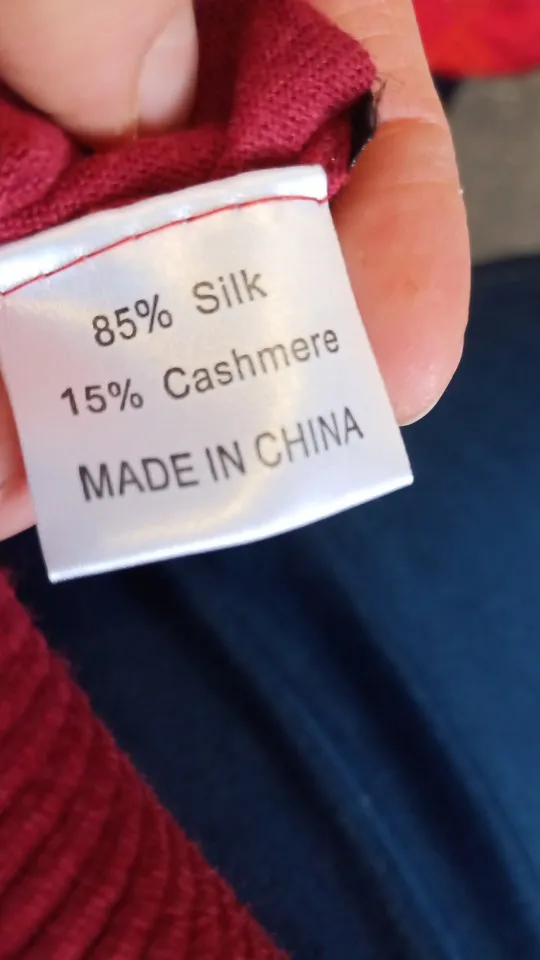 85% Silk
15% Cashmere
MADE IN CHINA